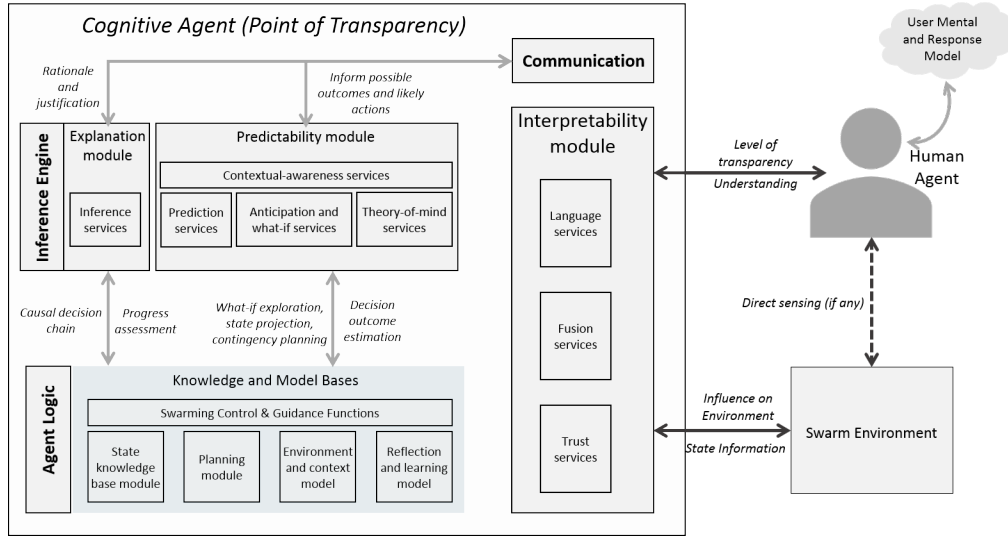 Cognitive Agent (Point of Transparency)
User Mental
and Response
Model
Communication
Rationale
and
justification
Inform possible
outcomes and likely
actions
Inference Engine
Explanation
module
Inference
services
Predictability module
Contextual-awareness services
Prediction
services
Anticipation and
what-if services
Theory-of-mind
services
Interpretability
module
Language
services
Fusion
services
Trust
services
Level of
transparency
Understanding
Human
Agent
Causal decision
chain
Progress
assessment
What-if exploration,
state projection,
contingency planning
Decision
outcome
estimation
Direct sensing (if any)
Agent Logic
Knowledge and Model Bases
Swarming Control & Guidance Functions
State
knowledge
base module
Planning
module
Environment
and context
model
Reflection
and learning
model
Influence on
Environment
State Information
Swarm Environment